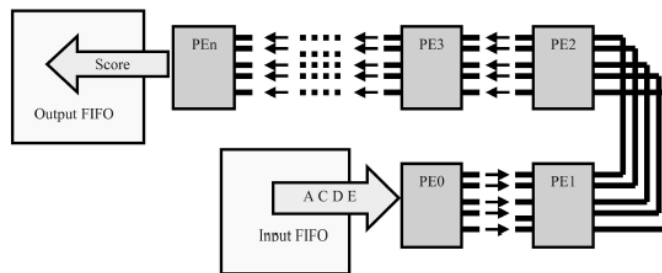 PEn
PE3
PE2
Score
Output FIFO
PE0
PE1
A C D E
Input FIFO